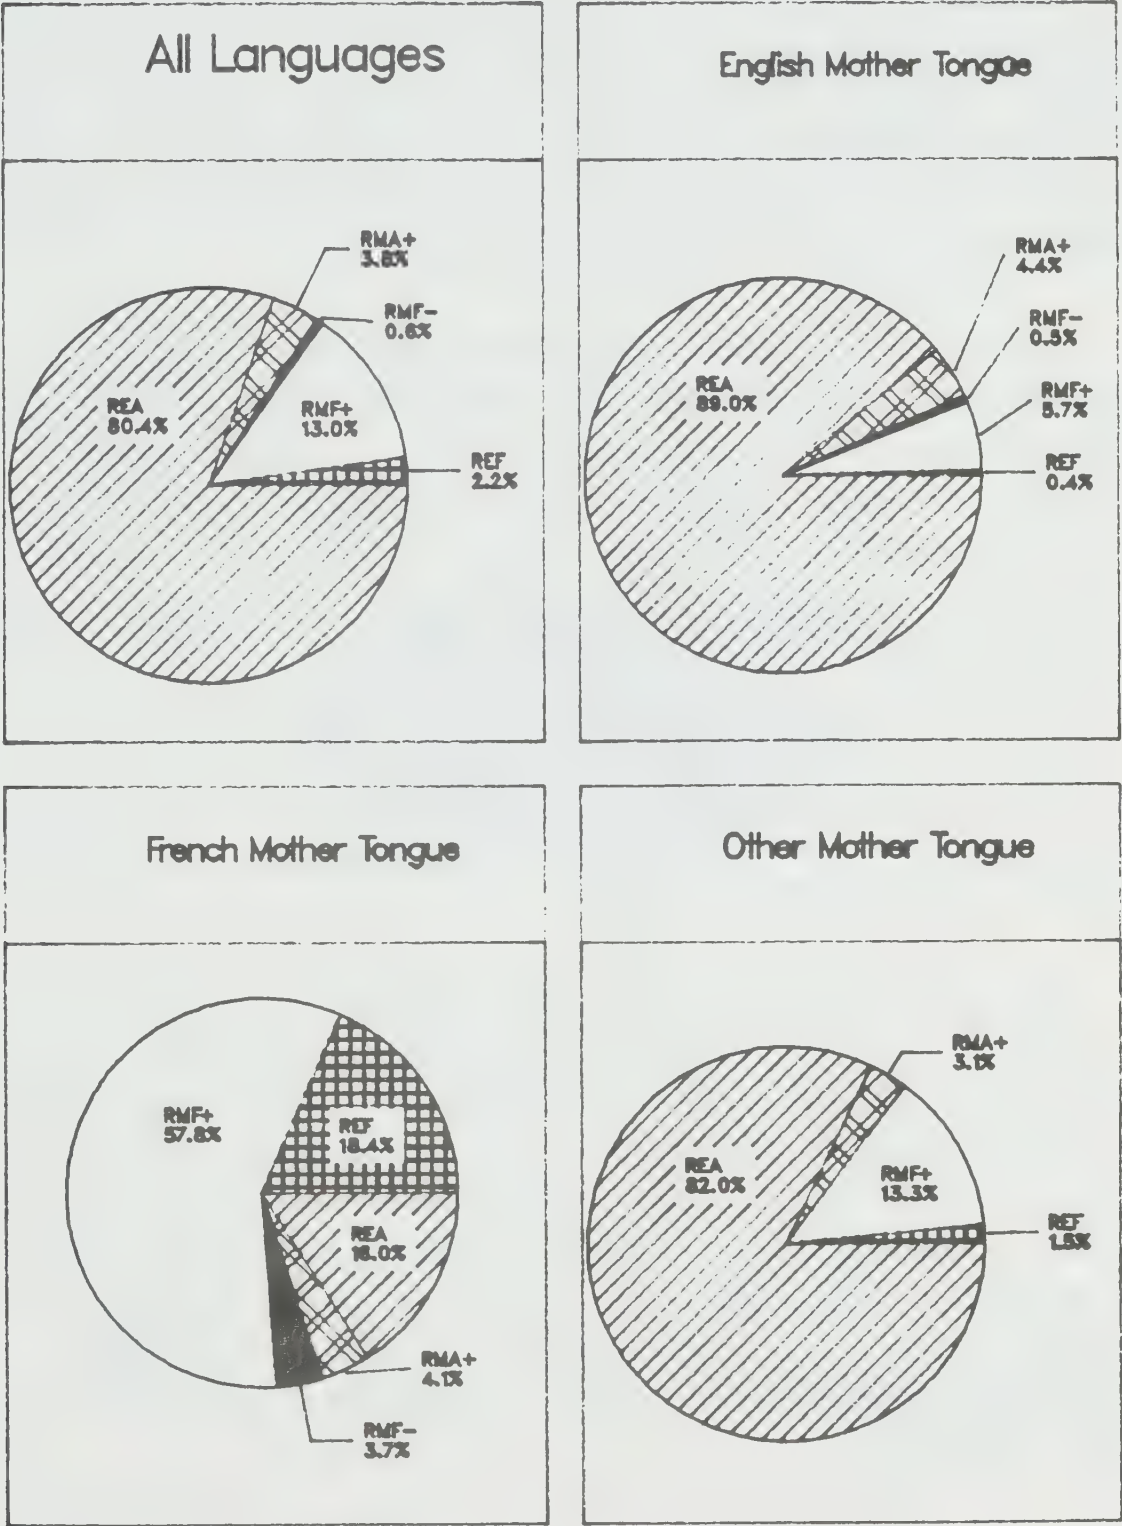 All Languages
RMA+
3.8%
RMF-
0.6%
REA
80.4%
RMF+
13.0%
REF
2.2%
English Mother Tongue
RMA+
4.4%
RMF-
0.5%
REA
89.0%
RMF+
5.7%
REF
0.4%
French Mother Tongue
RMF+
57.8%
REF
18.4%
REA
16.0%
RMA+
4.1%
RMF-
3.7%
Other Mother Tongue
RMA+
3.1%
REA
82.0%
RMF+
13.3%
REF
1.5%